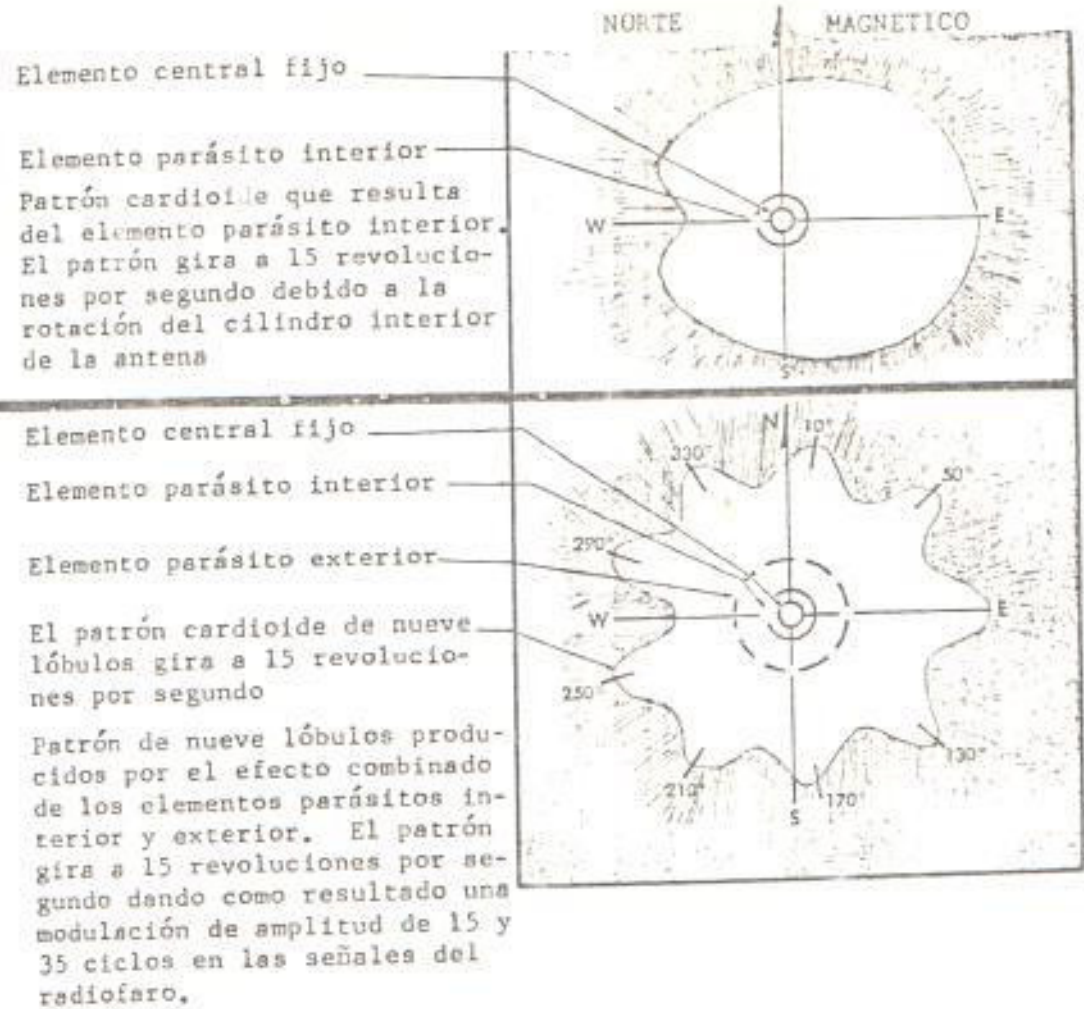 NORTE MAGNETICO
Elemento central fijo
Elemento parásito interior
Patrón cardioide que resulta
del elemento parásito interior.
El patrón gira a 15 revolucio-
nes por segundo debido a la
rotación del cilindro interior
de la antena
W
E
S
Elemento central fijo
Elemento parásito interior
Elemento parásito exterior
El patrón cardioide de nueve
lóbulos gira a 15 revolucio-
nes por segundo
Patrón de nueve lóbulos produ-
cidos por el efecto combinado
de los elementos parásitos in-
terior y exterior. El patrón
gira a 15 revoluciones por se-
gundo dando como resultado una
modulación de amplitud de 15 y
35 ciclos en las señales del
radiofaro.
N
10°
330°
50°
290°
W
E
250°
130°
210°
170°
S